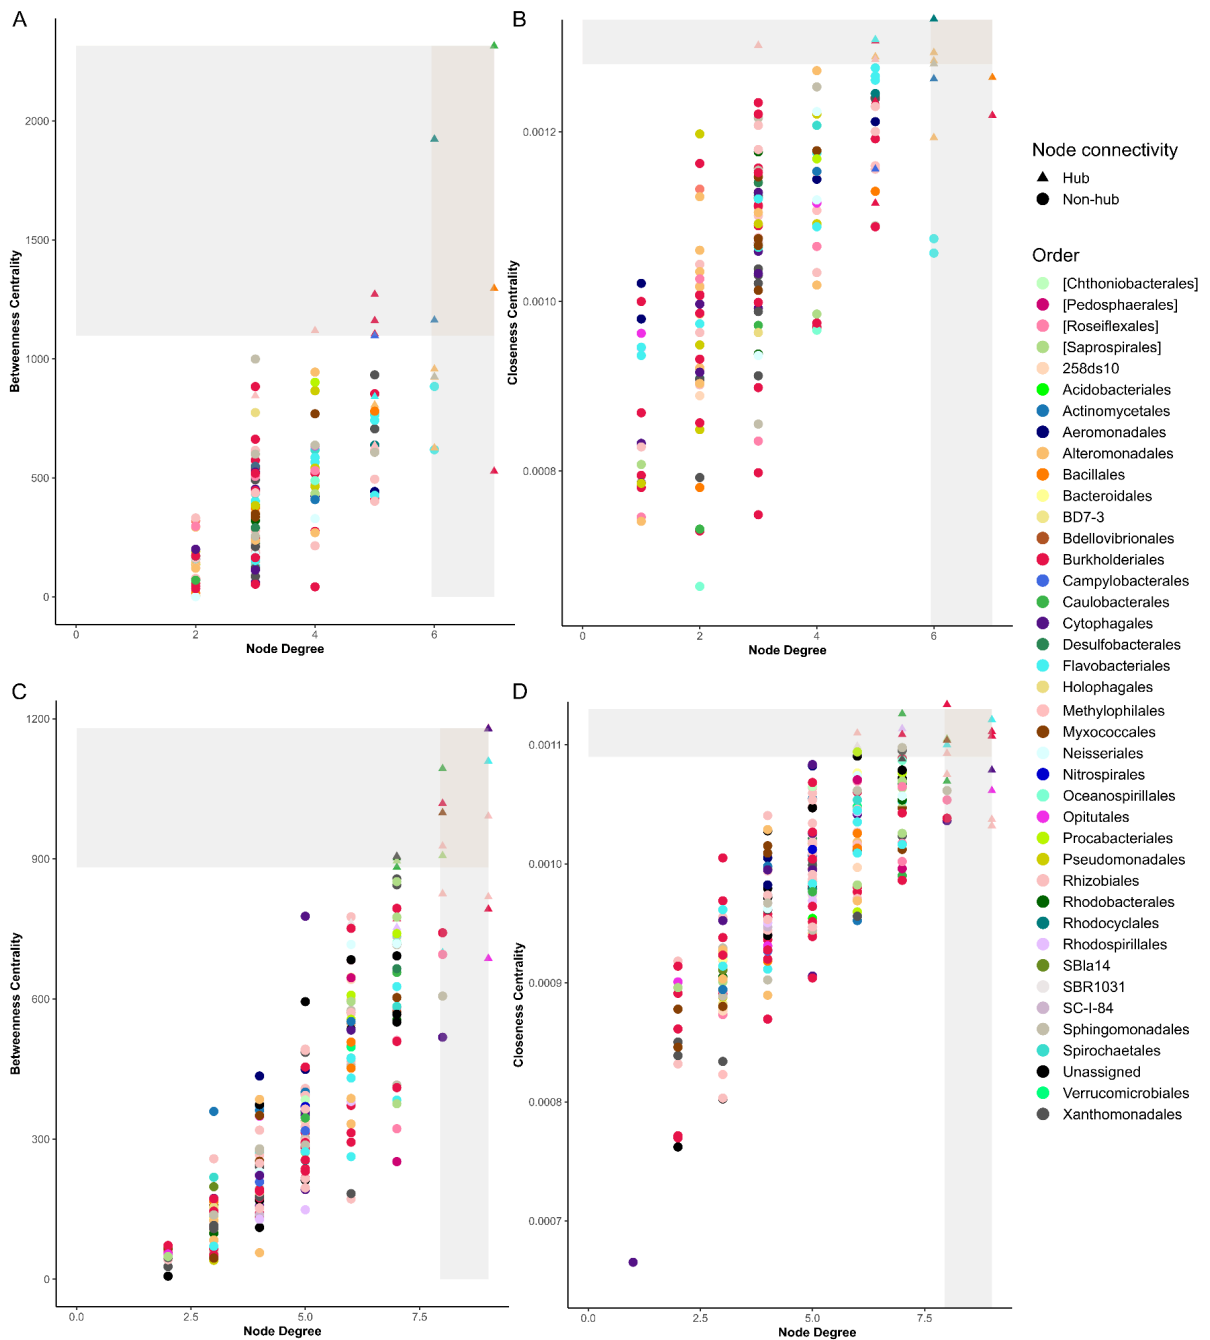 A
2000
1500
1000
500
0
Betweenness Centrality
0
2
4
6
Node Degree
B
0.0012
0.0010
0.0008
Closeness Centrality
0
2
4
6
Node Degree
Node connectivity
Hub
Non-hub
Order
[Chthoniobacterales]
[Pedosphaerales]
[Roseiflexales]
[Saprospirales]
258ds10
Acidobacteriales
Actinomycetales
Aeromonadales
Alteromonadales
Bacillales
Bacteroidales
BD7-3
Bdellovibrionales
Burkholderiales
Campylobacterales
Caulobacterales
Cytophagales
Desulfobacterales
Flavobacteriales
Holophagales
Methylophilales
Myxococcales
Neisseriales
Nitrospirales
Oceanospirillales
Opitutales
Procabacteriales
Pseudomonadales
Rhizobiales
Rhodobacterales
Rhodocyclales
Rhodospirillales
SBla14
SBR1031
SC-I-84
Sphingomonadales
Spirochaetales
Unassigned
Verrucomicrobiales
Xanthomonadales
C
1200
900
600
300
0
Betweenness Centrality
0.0
2.5
5.0
7.5
Node Degree
D
0.0011
0.0010
0.0009
0.0008
0.0007
Closeness Centrality
0.0
2.5
5.0
7.5
Node Degree